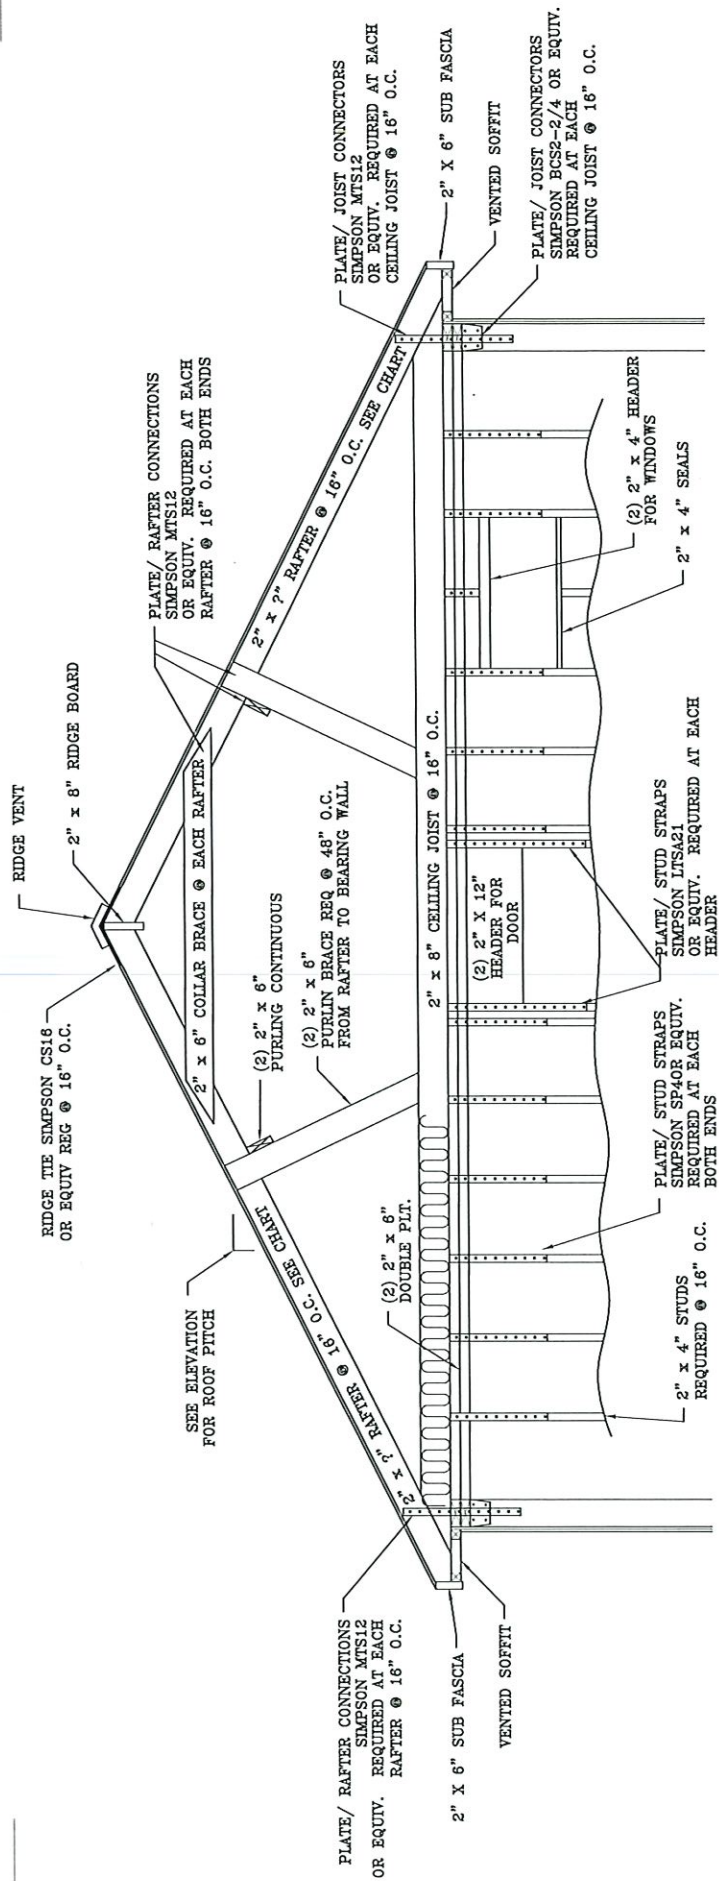 RIDGE VENT
2" x 8" RIDGE BOARD
RIDGE TIE SIMPSON CS16
OR EQUIV REG @ 16" O.C.
PLATE/ RAFTER CONNECTIONS
SIMPSON MTS12
OR EQUIV. REQUIRED AT EACH
RAFTER @ 16" O.C. BOTH ENDS
SEE ELEVATION
FOR ROOF PITCH
2" x 6" COLLAR BRACE @ EACH RAFTER
(2) 2" x 6"
PURLING CONTINUOUS
(2) 2" x 6"
PURLIN BRACE REQ @ 48" O.C.
FROM RAFTER TO BEARING WALL
2" x ?" RAFTER @ 16" O.C. SEE CHART
2" x ?" RAFTER @ 16" O.C. SEE CHART
PLATE/ JOIST CONNECTORS
SIMPSON MTS12
OR EQUIV. REQUIRED AT EACH
CEILING JOIST @ 16" O.C.
2" X 6" SUB FASCIA
VENTED SOFFIT
PLATE/ JOIST CONNECTORS
SIMPSON BCS2-2/4 OR EQUIV.
REQUIRED AT EACH
CEILING JOIST @ 16" O.C.
PLATE/ RAFTER CONNECTIONS
SIMPSON MTS12
OR EQUIV. REQUIRED AT EACH
RAFTER @ 16" O.C.
2" X 6" SUB FASCIA
VENTED SOFFIT
(2) 2" x 6"
DOUBLE PLT.
2" x 8" CEILING JOIST @ 16" O.C.
(2) 2" X 12"
HEADER FOR
DOOR
(2) 2" x 4" HEADER
FOR WINDOWS
2" x 4" SEALS
2" x 4" STUDS
REQUIRED @ 16" O.C.
PLATE/ STUD STRAPS
SIMPSON SP4OR EQUIV.
REQUIRED AT EACH
BOTH ENDS
PLATE/ STUD STRAPS
SIMPSON LTSA21
OR EQUIV. REQUIRED AT EACH
HEADER